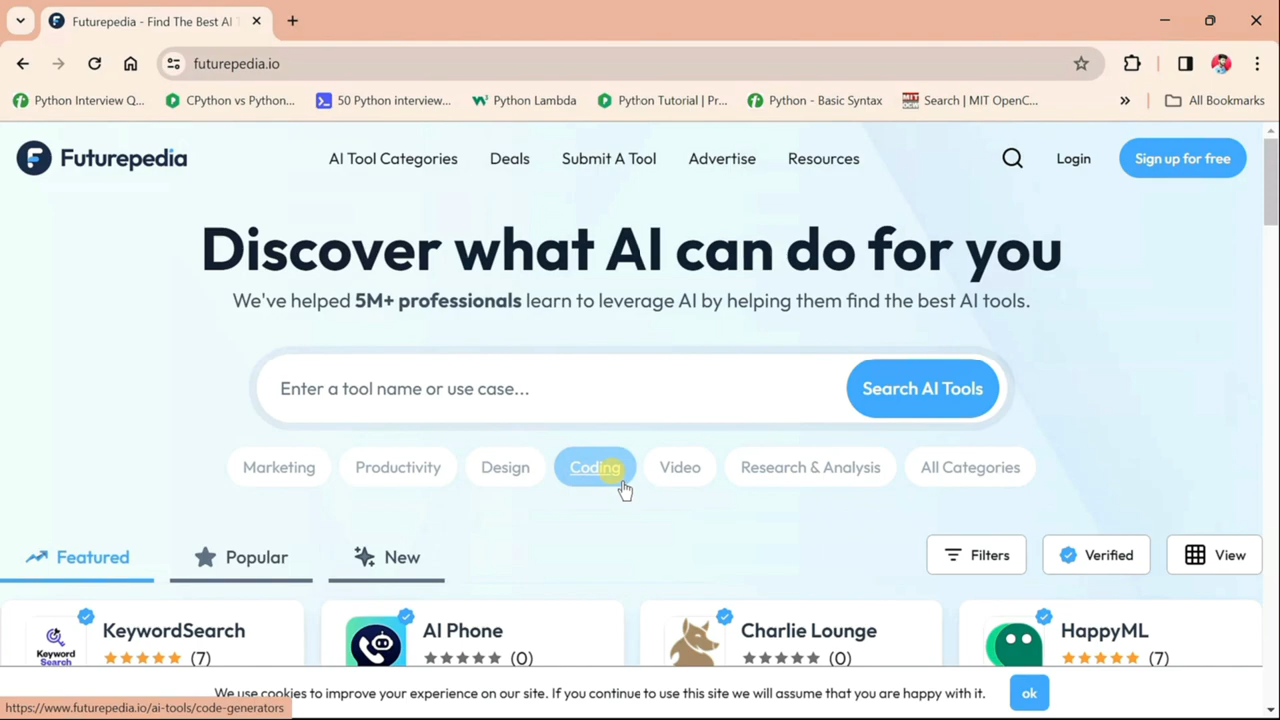 Futurepedia - Find The Best AI
futurepedia.io
Python Interview Q...
CPython vs Python...
50 Python interview...
Python Lambda
Python Tutorial | Pr...
Python - Basic Syntax
Search | MIT OpenC...
All Bookmarks
Futurepedia
AI Tool Categories
Deals
Submit A Tool
Advertise
Resources
Login
Sign up for free
Discover what AI can do for you
We've helped 5M+ professionals learn to leverage AI by helping them find the best AI tools.
Enter a tool name or use case...
Search AI Tools
Marketing
Productivity
Design
Coding
Video
Research & Analysis
All Categories
Featured
Popular
New
Filters
Verified
View
Keyword
Search
KeywordSearch
(7)
AI Phone
(0)
Charlie Lounge
(0)
HappyML
(7)
We use cookies to improve your experience on our site. If you continue to use this site we will assume that you are happy with it.
ok
https://www.futurepedia.io/ai-tools/code-generators